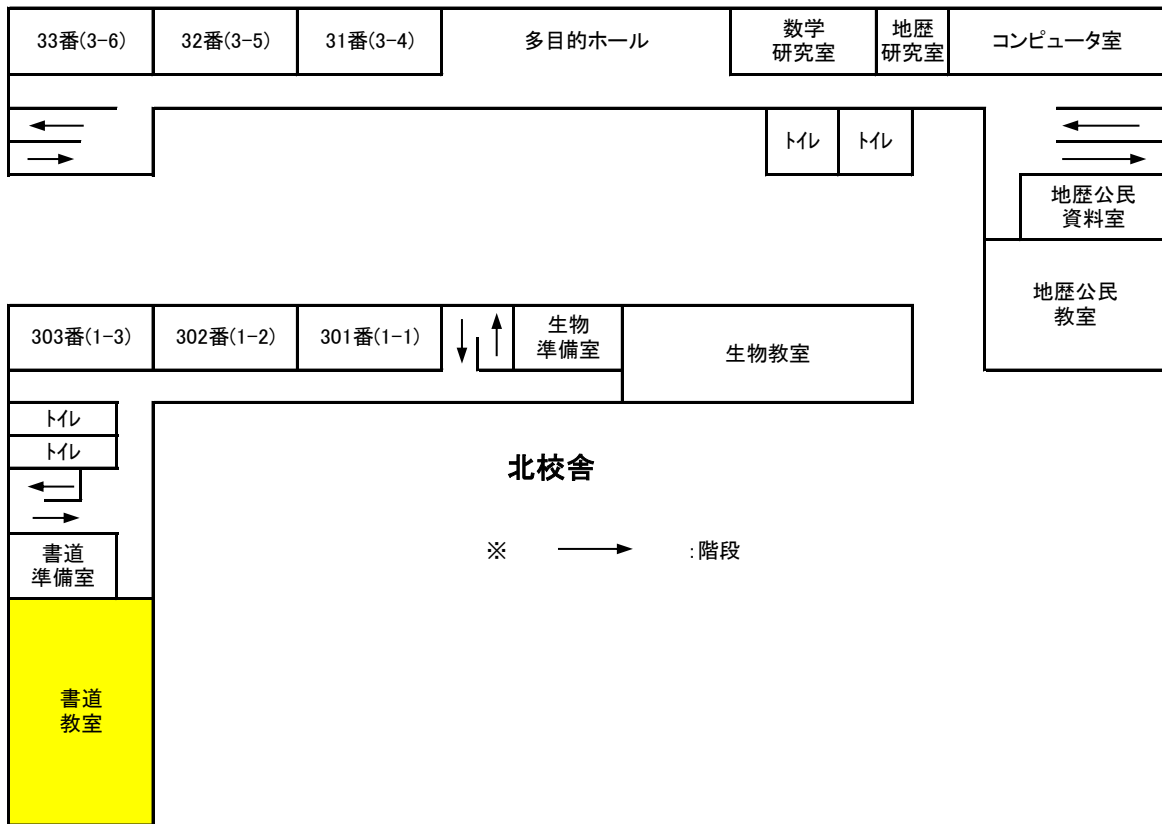 33番(3-6)
32番(3-5)
31番(3-4)
多目的ホール
数学
研究室
地歴
研究室
コンピュータ室
トイレ
トイレ
地歴公民
資料室
地歴公民
教室
303番(1-3)
302番(1-2)
301番(1-1)
生物
準備室
生物教室
トイレ
トイレ
北校舎
※ → :階段
書道
準備室
書道
教室